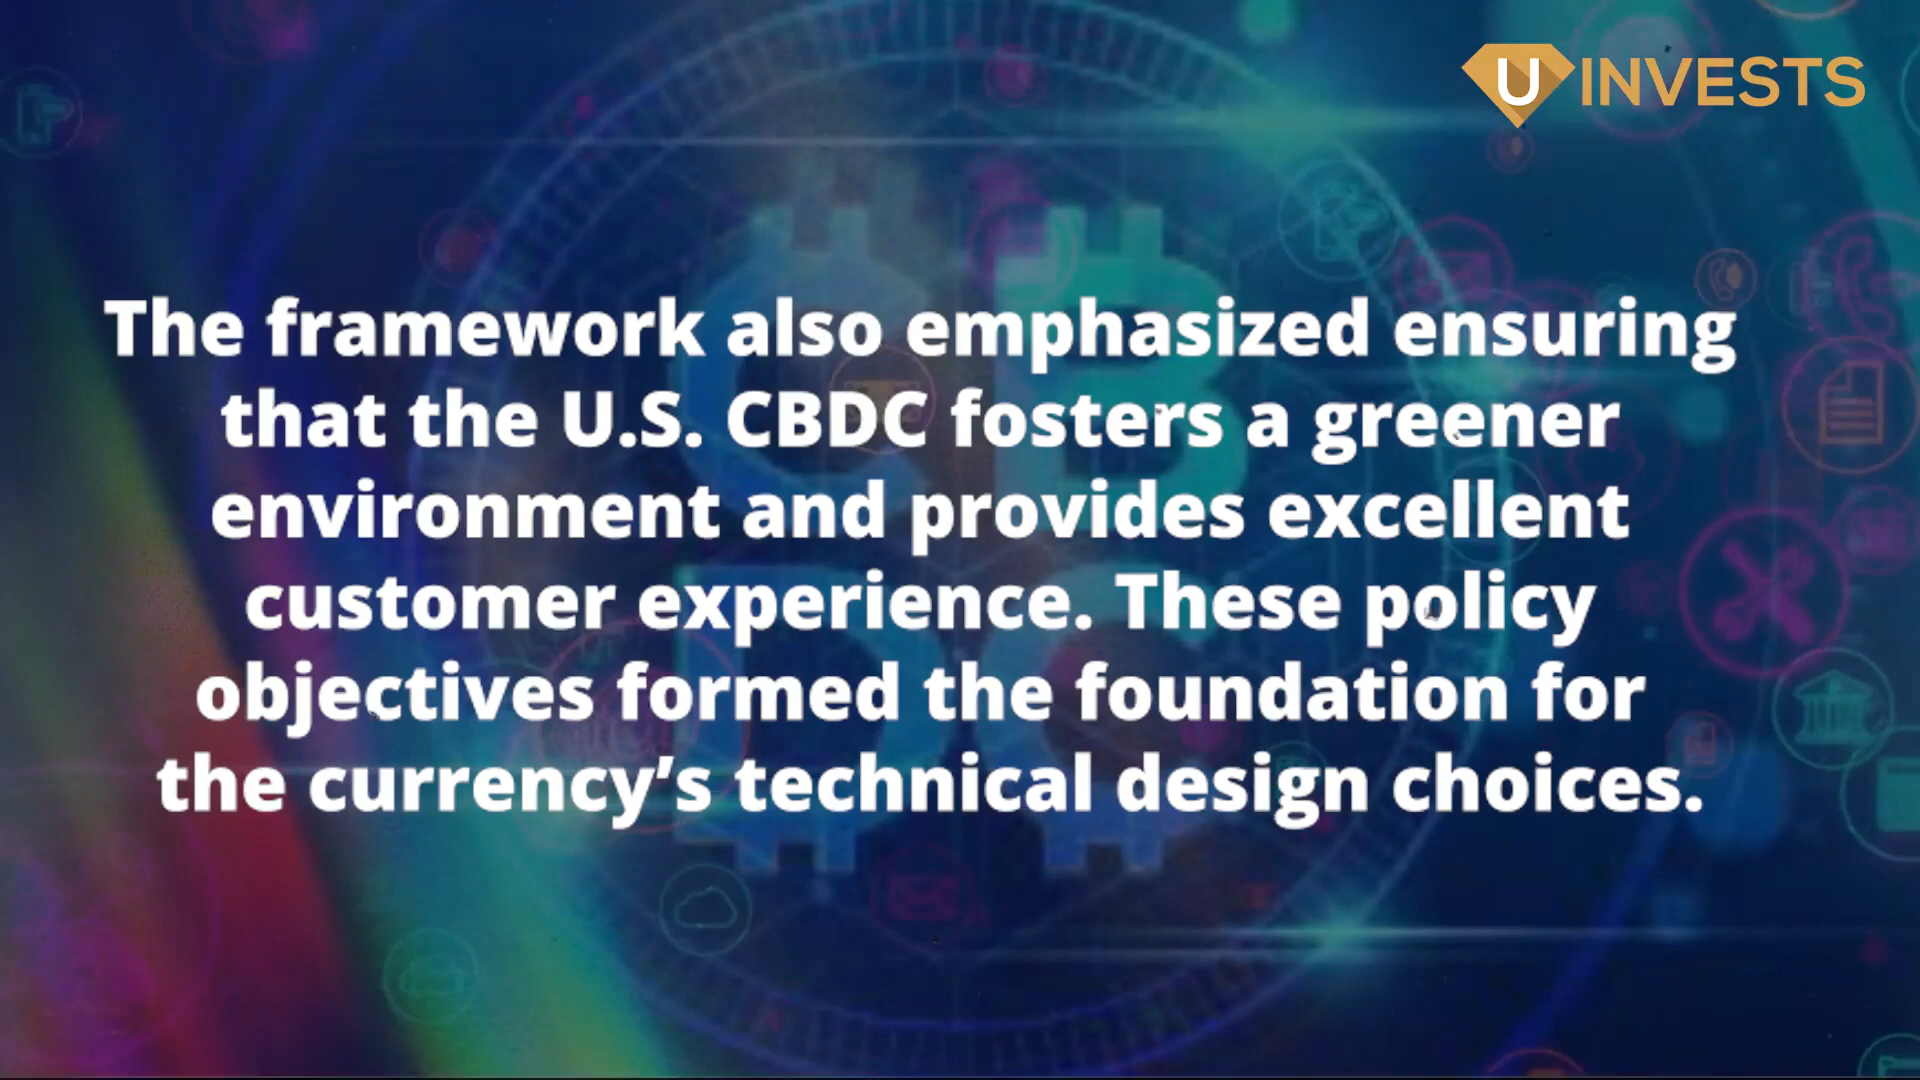 U INVESTS
The framework also emphasized ensuring
that the U.S. CBDC fosters a greener
environment and provides excellent
customer experience. These policy
objectives formed the foundation for
the currency’s technical design choices.
C B
D C